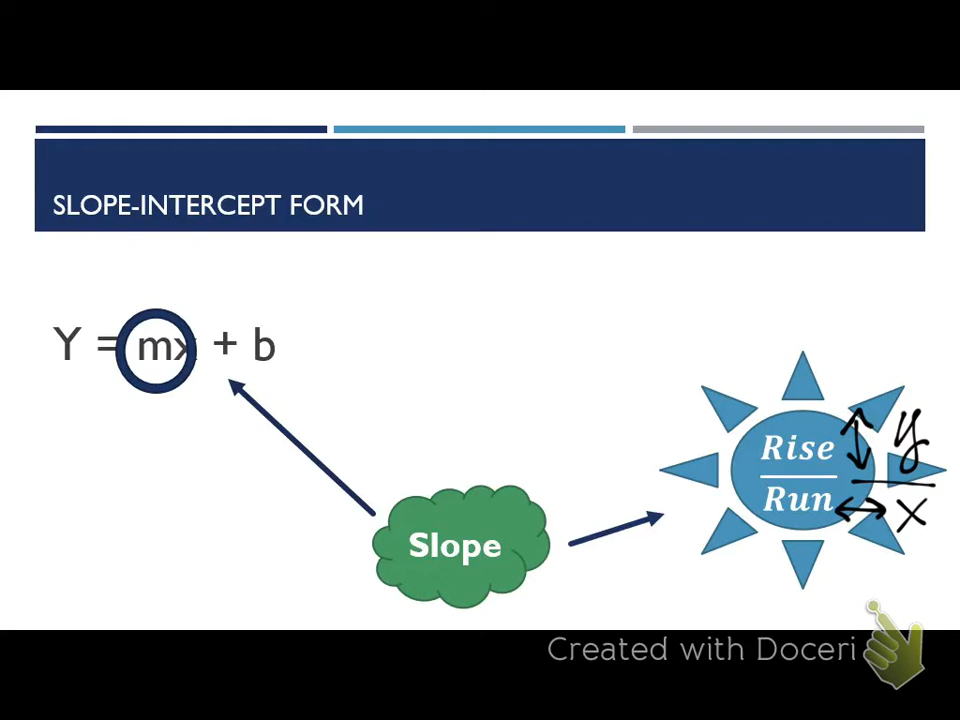 SLOPE-INTERCEPT FORM
Y = mx + b
Rise
Run
y
x
Slope
Created with Doceri